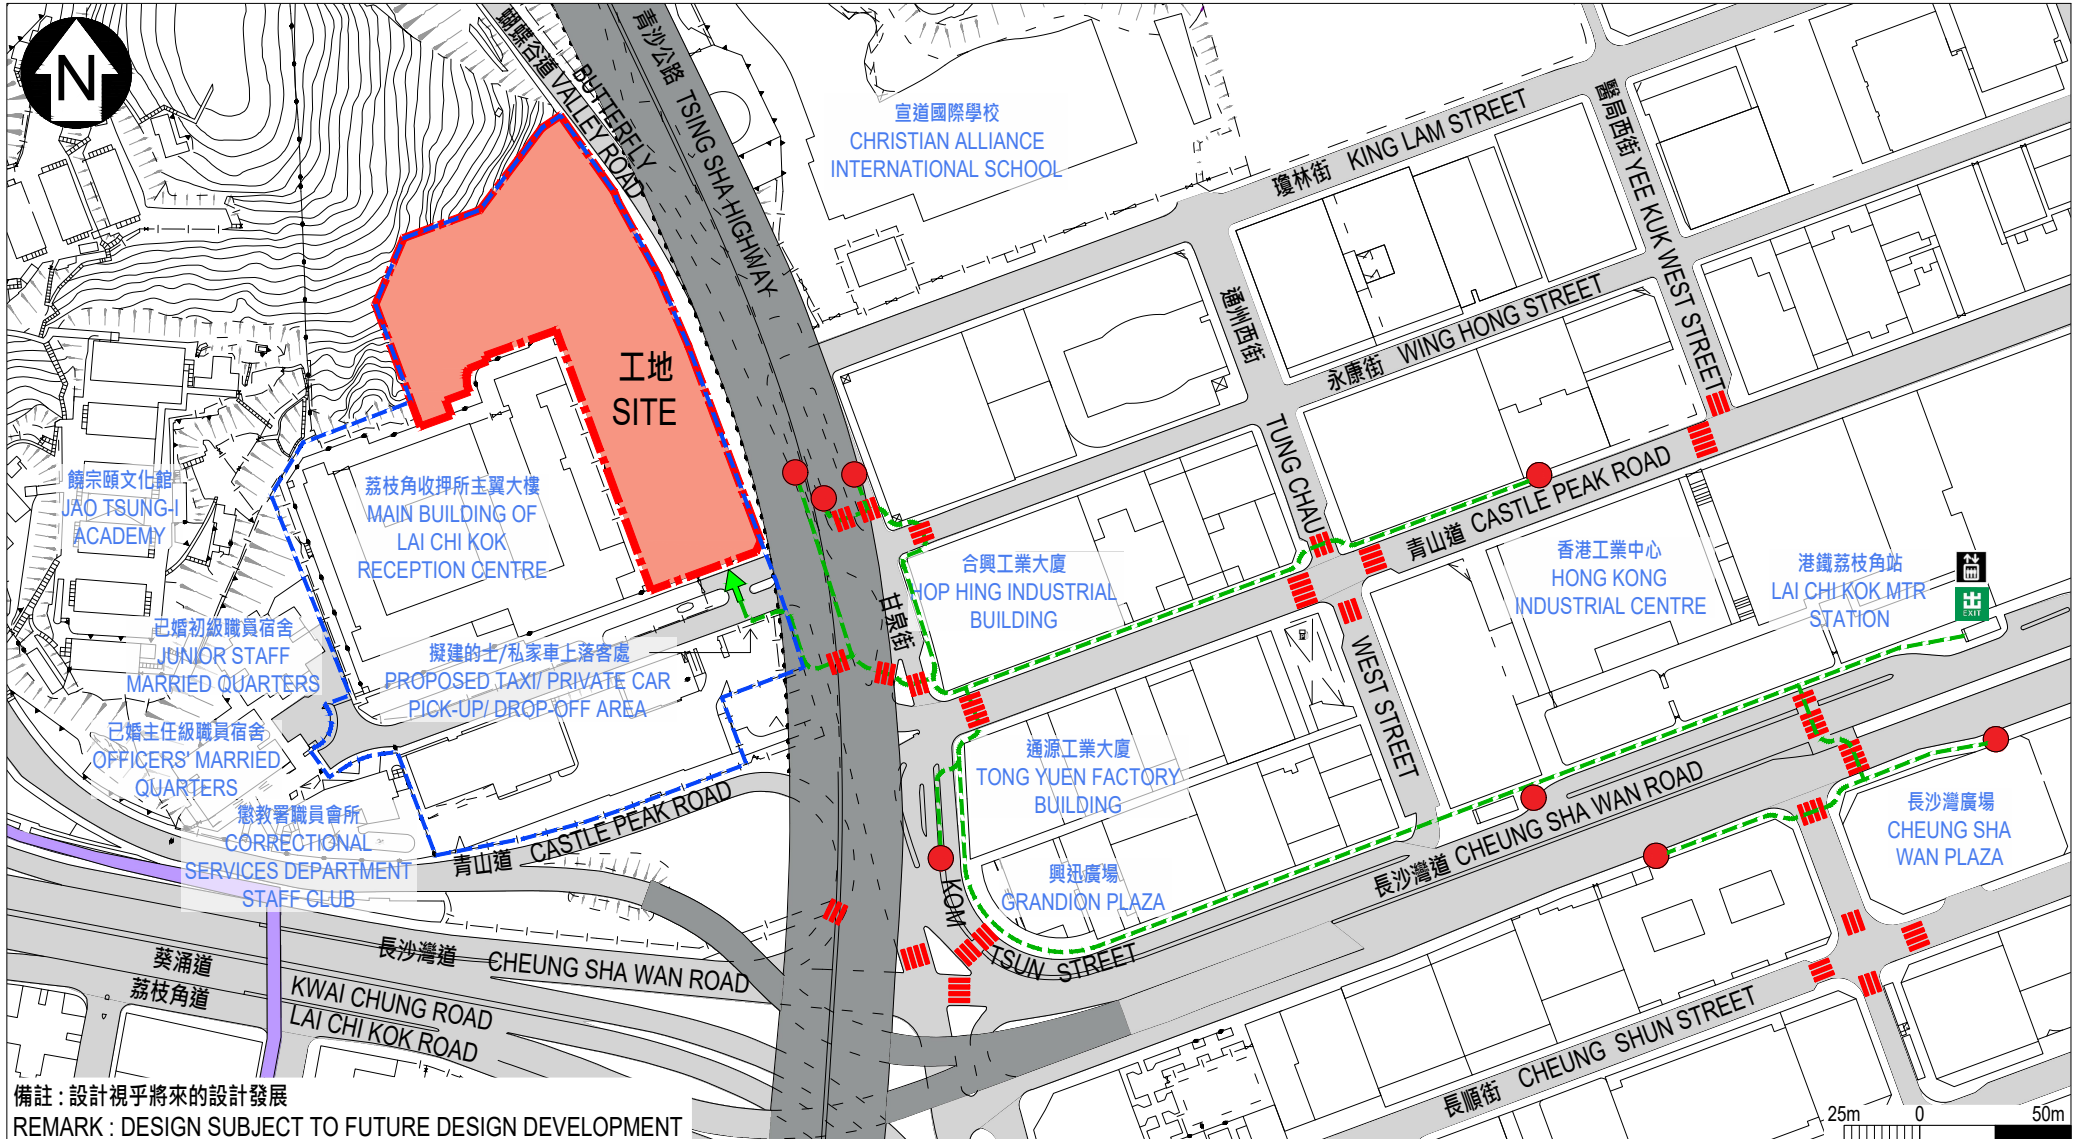 N
蝴蝶谷道
BUTTERFLY
VALLEY ROAD
青沙公路 TSING SHA HIGHWAY
宣道國際學校
CHRISTIAN ALLIANCE
INTERNATIONAL SCHOOL
瓊林街 KING LAM STREET
醫局西街 YEE KUK WEST STREET
通州西街
TUNG CHAU
WEST STREET
永康街 WING HONG STREET
工地
SITE
饒宗頤文化館
JAO TSUNG-I
ACADEMY
荔枝角收押所主翼大樓
MAIN BUILDING OF
LAI CHI KOK
RECEPTION CENTRE
青山道 CASTLE PEAK ROAD
合興工業大廈
HOP HING INDUSTRIAL
BUILDING
香港工業中心
HONG KONG
INDUSTRIAL CENTRE
港鐵荔枝角站
LAI CHI KOK MTR
STATION
出
EXIT
甘泉街
KOM
TSUN STREET
已婚初級職員宿舍
JUNIOR STAFF
MARRIED QUARTERS
擬建的士/私家車上落客處
PROPOSED TAXI/ PRIVATE CAR
PICK-UP/ DROP-OFF AREA
已婚主任級職員宿舍
OFFICERS' MARRIED
QUARTERS
通源工業大廈
TONG YUEN FACTORY
BUILDING
懲教署職員會所
CORRECTIONAL
SERVICES DEPARTMENT
STAFF CLUB
青山道 CASTLE PEAK ROAD
長沙灣道 CHEUNG SHA WAN ROAD
長沙灣廣場
CHEUNG SHA
WAN PLAZA
興迅廣場
GRANDION PLAZA
長沙灣道 CHEUNG SHA WAN ROAD
葵涌道 KWAI CHUNG ROAD
荔枝角道 LAI CHI KOK ROAD
長順街 CHEUNG SHUN STREET
備註 : 設計視乎將來的設計發展
REMARK : DESIGN SUBJECT TO FUTURE DESIGN DEVELOPMENT
25m 0 50m